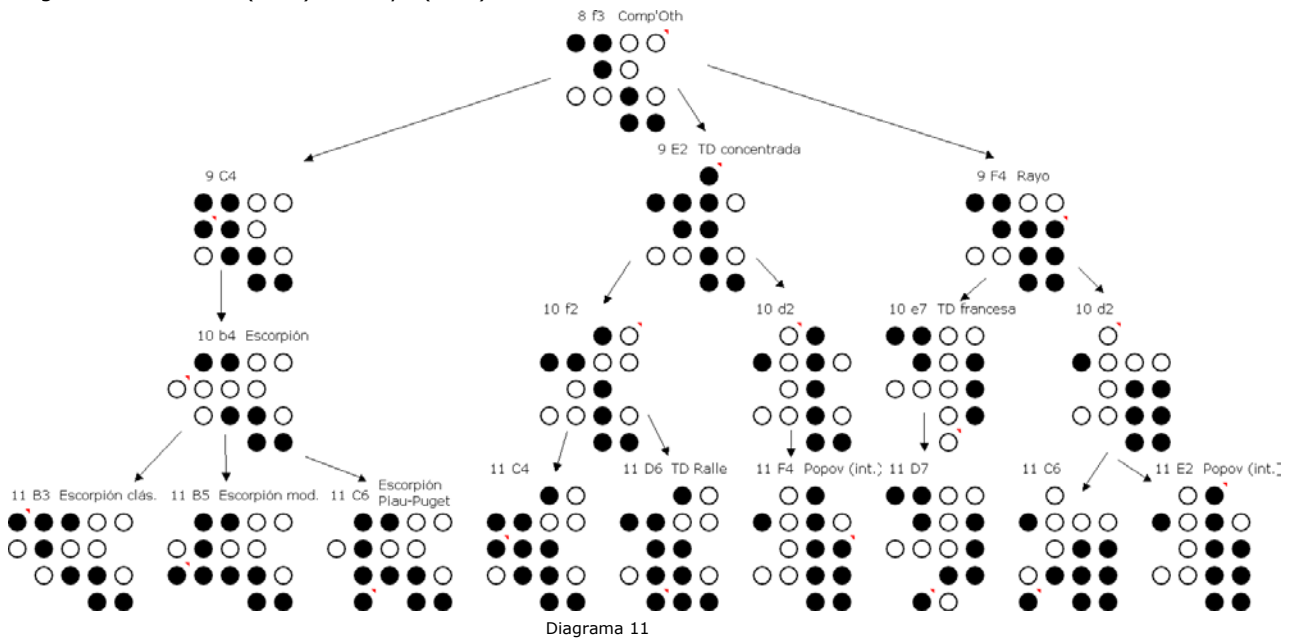 8 f3 Comp'Oth
9 E2 TD concentrada
9 C4
9 F4 Rayo
10 f2
10 d2
10 e7 TD francesa
10 d2
10 b4 Escorpión
11 C4
11 D6 TD Ralle
11 F4 Popov (int.)
11 D7
11 C6
11 E2 Popov (int.)
11 B3 Escorpión clás.
11 B5 Escorpión mod.
11 C6 Escorpión
Piau-Puget
Diagrama 11